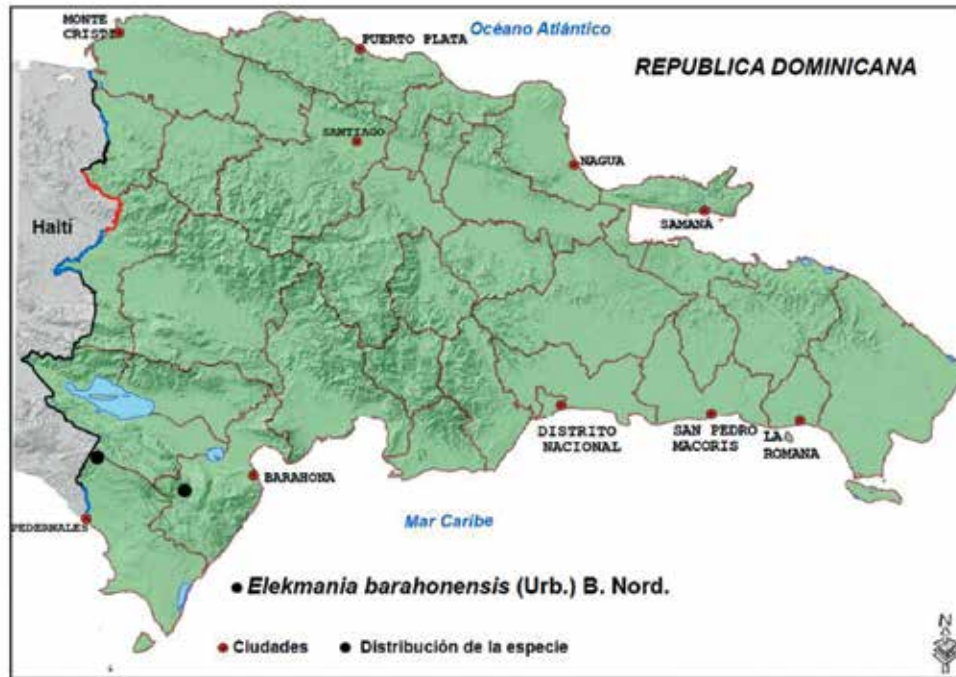 MONTE
CRISTI
PUERTO PLATA
Océano Atlántico
REPUBLICA DOMINICANA
SANTIAGO
NAGUA
SAMANÁ
Haití
DISTRITO
NACIONAL
SAN PEDRO
MACORIS
LA
ROMANA
BARAHONA
PEDERNALES
Mar Caribe
Elekmania barahonensis (Urb.) B. Nord.
Ciudades
Distribución de la especie
N